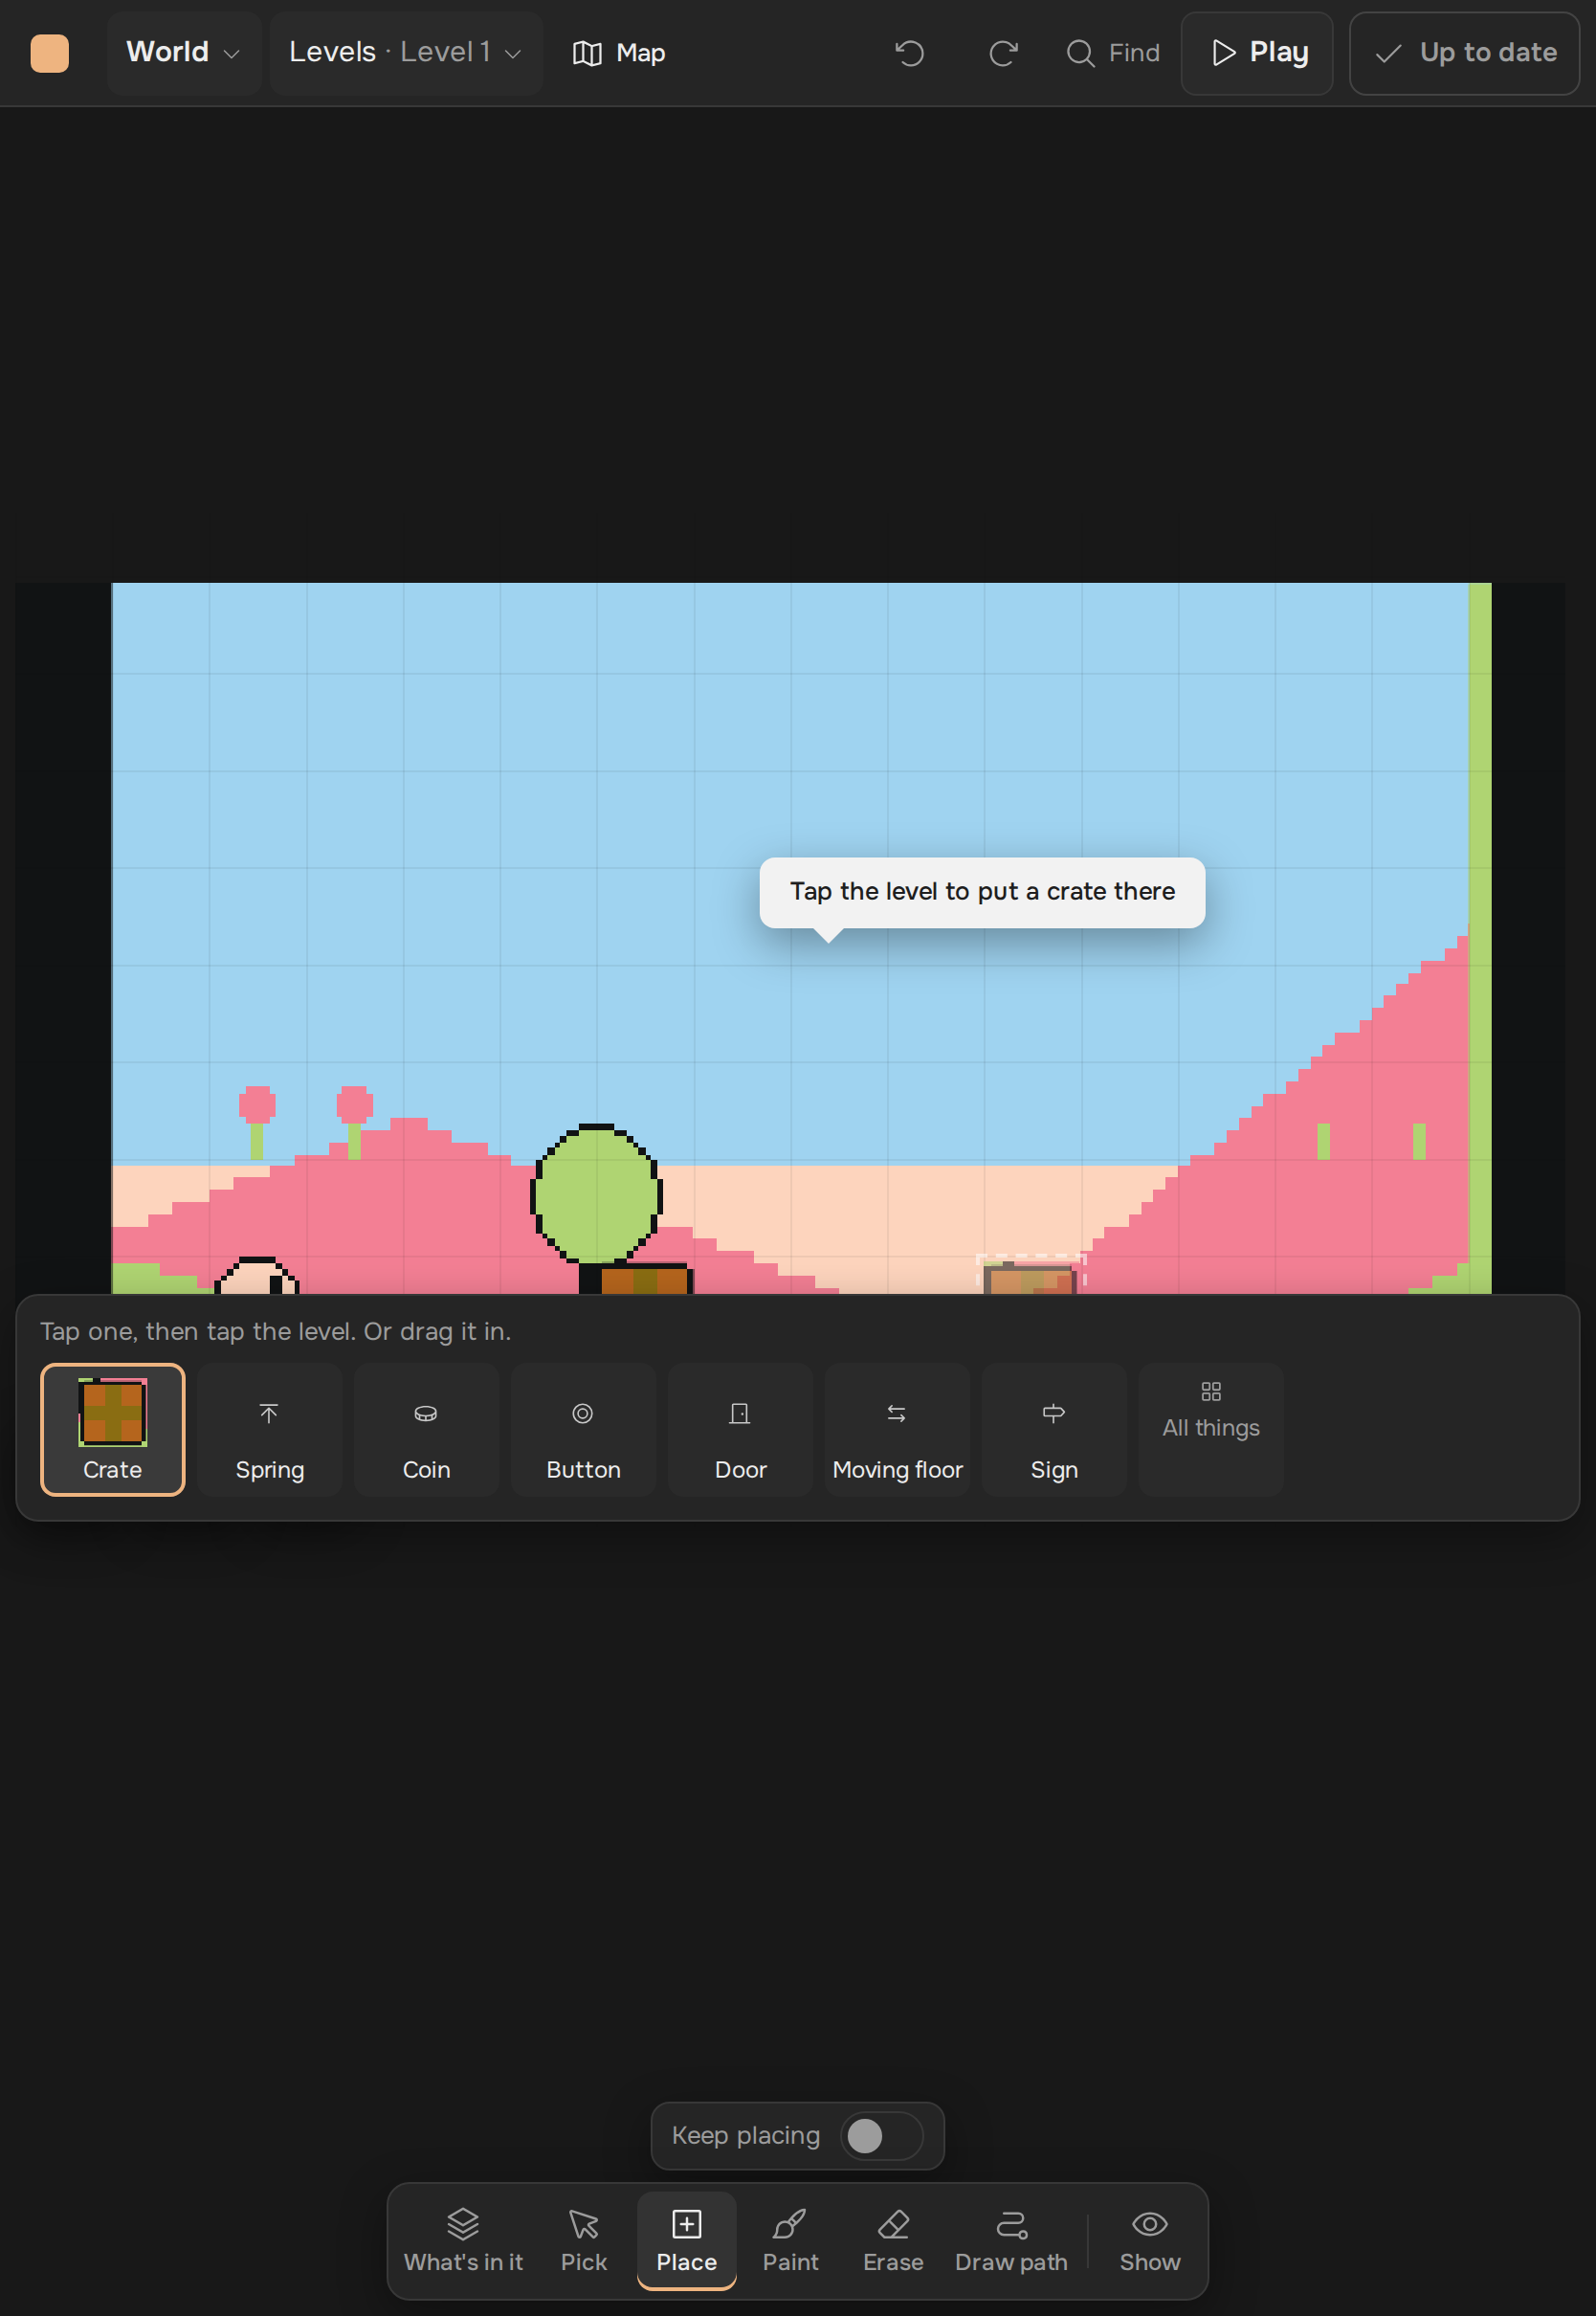 World
Levels · Level 1
Map
Find
Play
Up to date
Tap the level to put a crate there
Tap one, then tap the level. Or drag it in.
Crate
Spring
Coin
Button
Door
Moving floor
Sign
All things
Keep placing
What's in it
Pick
Place
Paint
Erase
Draw path
Show